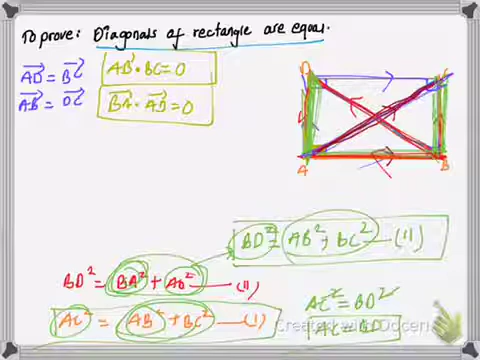 To prove: Diagonals of rectangle are equal.
AD = BC
AB = DC
AB · BC = 0
BA · AD = 0
D
A
B
BD² = AB² + BC² — (11)
BD² = BA² + AD² — (11)
AC² = AB² + BC² — (1)
AC² = BD²
AC = BD
Created with Doceri